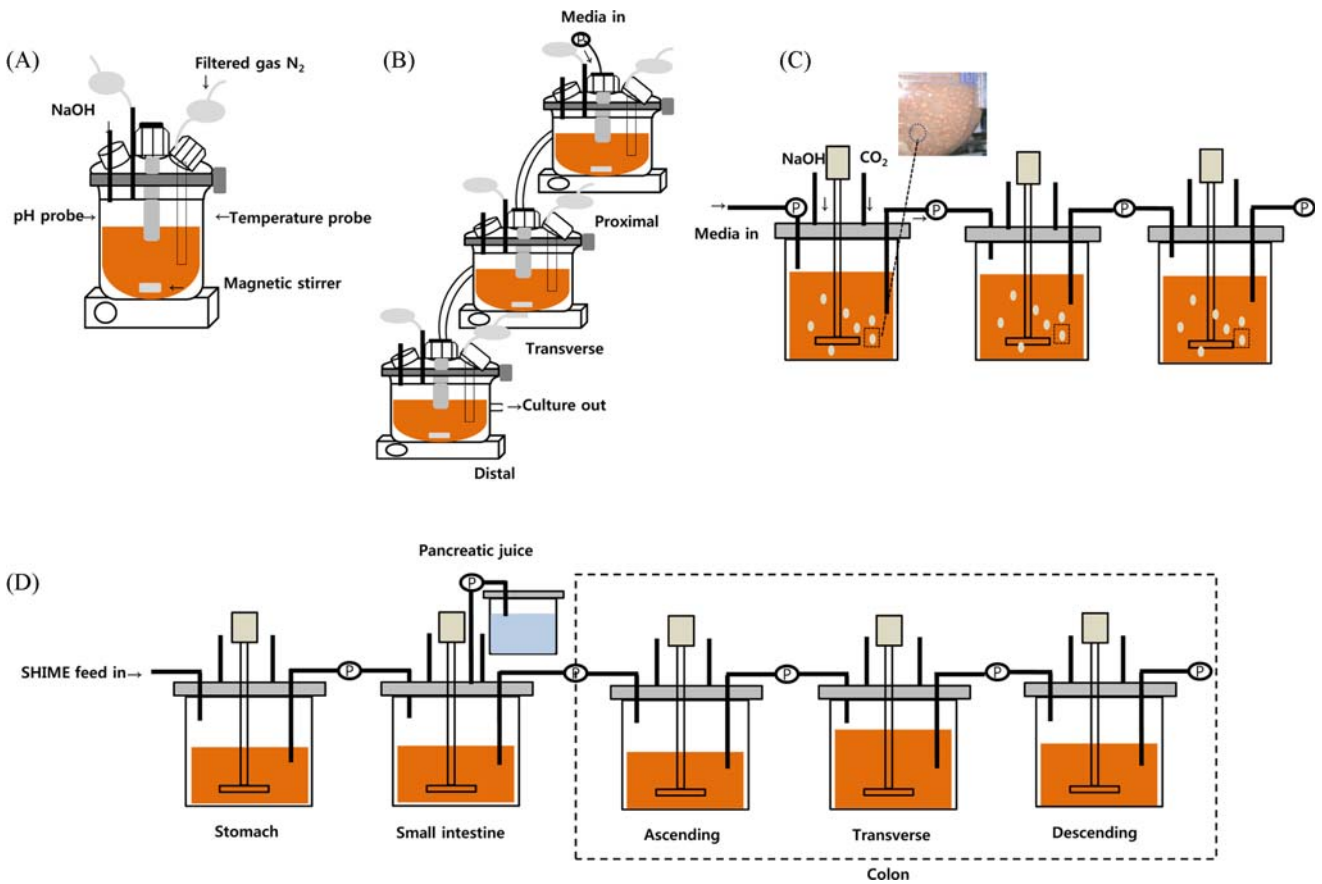 (A)
Filtered gas N₂
↓
NaOH
pH probe→
←Temperature probe
←Magnetic stirrer
(B)
Media in
P
↓
Proximal
Transverse
→Culture out
Distal
(C)
NaOH
CO₂
↓
↓
→
P
→
P
P
P
Media in
(D)
Pancreatic juice
P
SHIME feed in→
P
P
P
P
P
Stomach
Small intestine
Ascending
Transverse
Descending
Colon